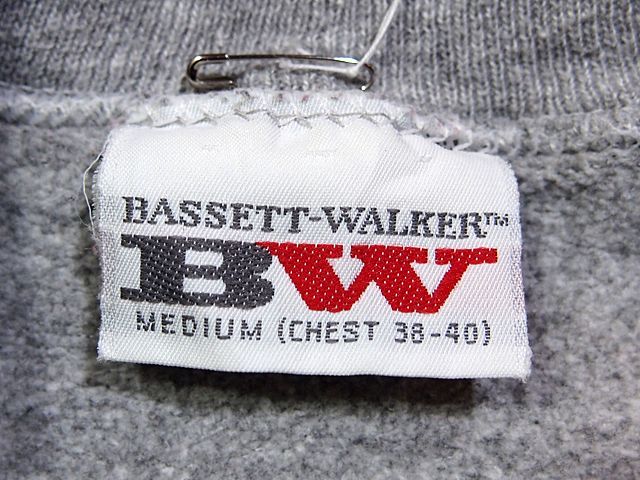 BASSETT-WALKER™
BW
MEDIUM (CHEST 38-40)